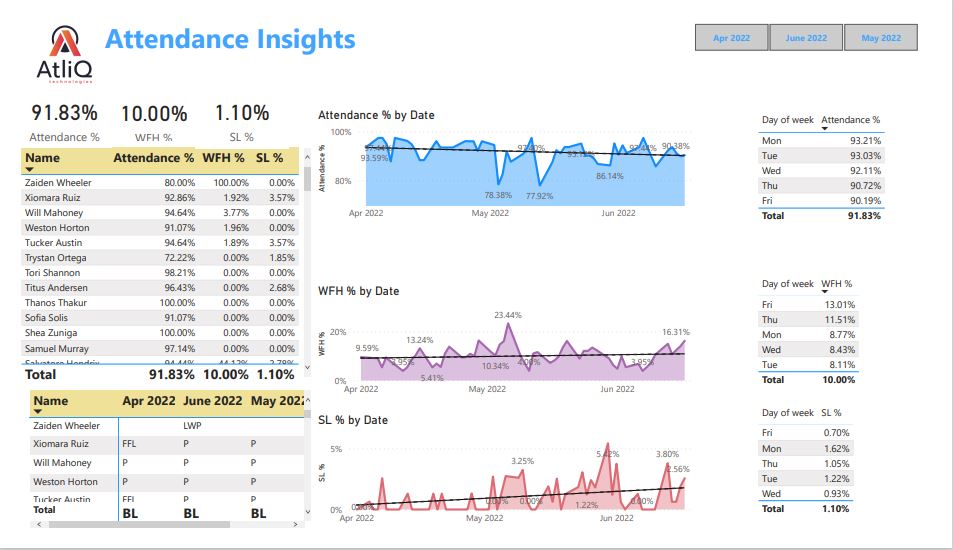 AtliQ
technologies
Attendance Insights
Apr 2022 June 2022 May 2022
91.83% 10.00% 1.10%
Attendance % WFH % SL %
Name Attendance % WFH % SL %
Zaiden Wheeler 80.00% 100.00% 0.00%
Xiomara Ruiz 92.86% 1.92% 3.57%
Will Mahoney 94.64% 3.77% 0.00%
Weston Horton 91.07% 1.96% 0.00%
Tucker Austin 94.64% 1.89% 3.57%
Trystan Ortega 72.22% 0.00% 1.85%
Tori Shannon 98.21% 0.00% 0.00%
Titus Andersen 96.43% 0.00% 2.68%
Thanos Thakur 100.00% 0.00% 0.00%
Sofia Solis 91.07% 0.00% 0.00%
Shea Zuniga 100.00% 0.00% 0.00%
Samuel Murray 97.14% 0.00% 0.00%
Total 91.83% 10.00% 1.10%
Name Apr 2022 June 2022 May 2022
Zaiden Wheeler LWP
Xiomara Ruiz FFL P P
Will Mahoney P P P
Weston Horton P P P
Tucker Austin FFL P P
Total BL BL BL
Attendance % by Date
Attendance %
100%
80%
93.59%
78.38%
77.92%
86.14%
90.38%
Apr 2022 May 2022 Jun 2022
WFH % by Date
WFH %
20%
0%
9.59%
13.24%
5.41%
23.44%
10.34%
3.95%
16.31%
Apr 2022 May 2022 Jun 2022
SL % by Date
SL %
5%
0%
3.25%
0.00%
0.00%
5.42%
1.22%
0.00%
3.80%
2.56%
Apr 2022 May 2022 Jun 2022
Day of week Attendance %
Mon 93.21%
Tue 93.03%
Wed 92.11%
Thu 90.72%
Fri 90.19%
Total 91.83%
Day of week WFH %
Fri 13.01%
Thu 11.51%
Mon 8.77%
Wed 8.43%
Tue 8.11%
Total 10.00%
Day of week SL %
Fri 0.70%
Mon 1.62%
Thu 1.05%
Tue 1.22%
Wed 0.93%
Total 1.10%